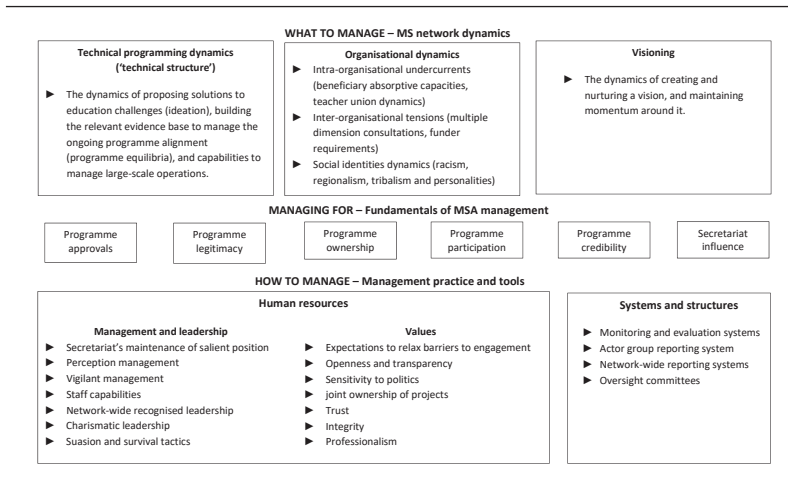 WHAT TO MANAGE – MS network dynamics
Technical programming dynamics
(‘technical structure’)
► The dynamics of proposing solutions to
education challenges (ideation), building
the relevant evidence base to manage the
ongoing programme alignment
(programme equilibria), and capabilities to
manage large-scale operations.
Organisational dynamics
► Intra-organisational undercurrents
(beneficiary absorptive capacities,
teacher union dynamics)
► Inter-organisational tensions (multiple
dimension consultations, funder
requirements)
► Social identities dynamics (racism,
regionalism, tribalism and personalities)
Visioning
► The dynamics of creating and
nurturing a vision, and maintaining
momentum around it.
MANAGING FOR – Fundamentals of MSA management
Programme
approvals
Programme
legitimacy
Programme
ownership
Programme
participation
Programme
credibility
Secretariat
influence
HOW TO MANAGE – Management practice and tools
Human resources
Management and leadership
► Secretariat’s maintenance of salient position
► Perception management
► Vigilant management
► Staff capabilities
► Network-wide recognised leadership
► Charismatic leadership
► Suasion and survival tactics
Values
► Expectations to relax barriers to engagement
► Openness and transparency
► Sensitivity to politics
► joint ownership of projects
► Trust
► Integrity
► Professionalism
Systems and structures
► Monitoring and evaluation systems
► Actor group reporting system
► Network-wide reporting systems
► Oversight committees